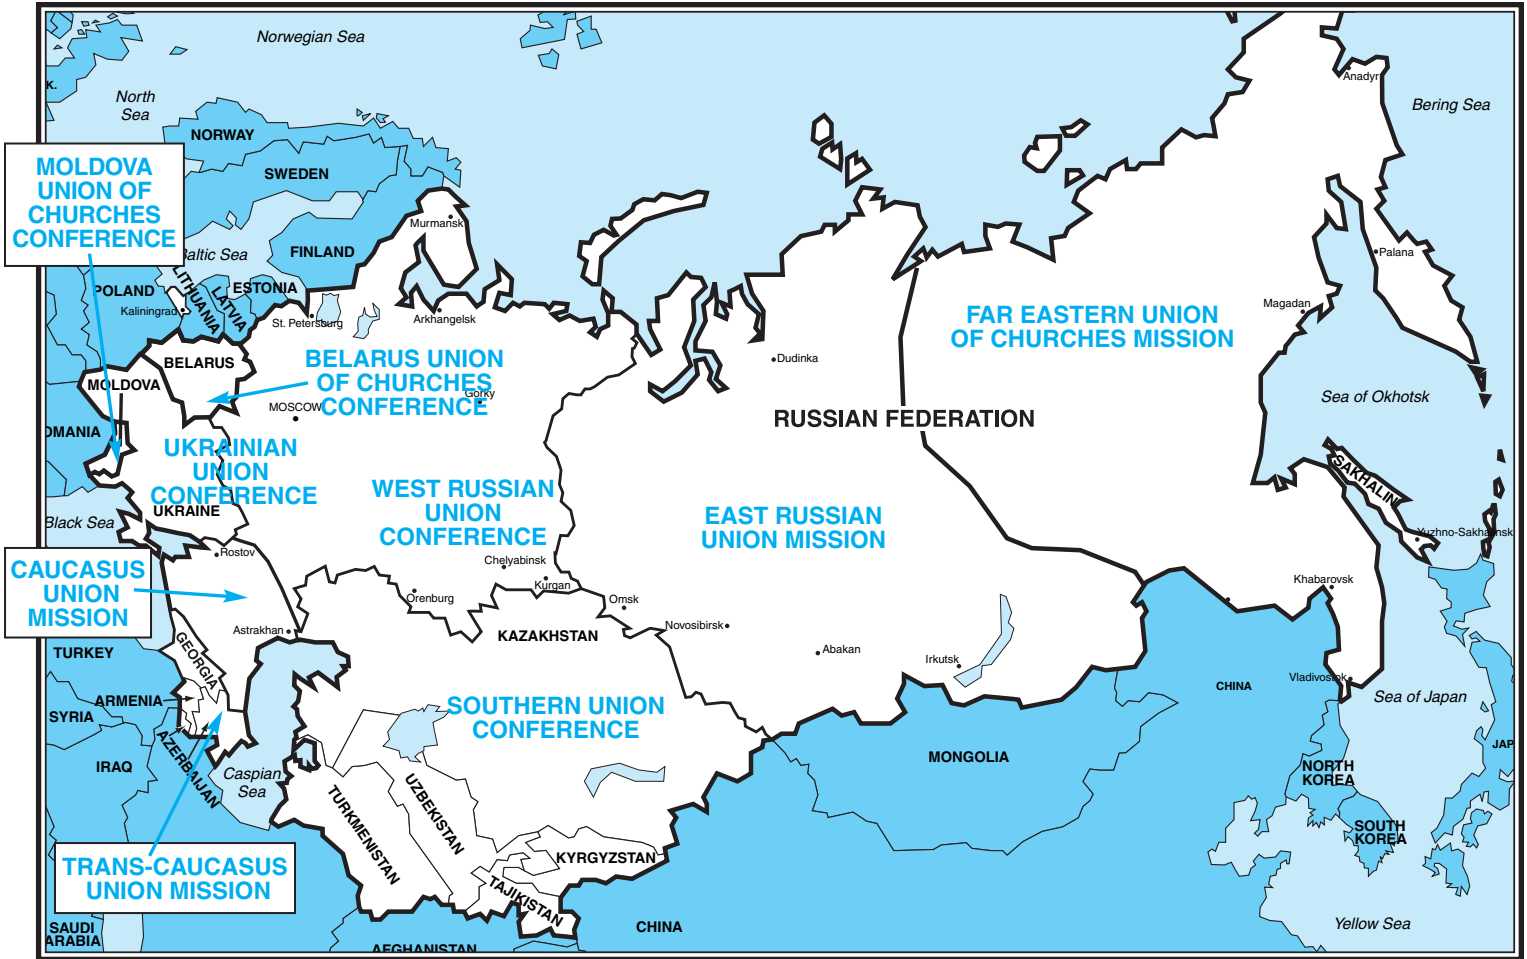 Norwegian Sea
K.
North
Sea
Anadyr
Bering Sea
NORWAY
MOLDOVA
UNION OF
CHURCHES
CONFERENCE
SWEDEN
Murmansk
Baltic Sea
FINLAND
Palana
LITHUANIA
LATVIA
ESTONIA
POLAND
Kaliningrad
St. Petersburg
Arkhangelsk
Magadan
FAR EASTERN UNION
OF CHURCHES MISSION
BELARUS
BELARUS UNION
OF CHURCHES
CONFERENCE
Dudinka
MOLDOVA
Gorky
MOSCOW
RUSSIAN FEDERATION
Sea of Okhotsk
OMANIA
UKRAINIAN
UNION
CONFERENCE
UKRAINE
WEST RUSSIAN
UNION
CONFERENCE
EAST RUSSIAN
UNION MISSION
SAKHALIN
Yuzhno-Sakhalinsk
Black Sea
Rostov
CAUCASUS
UNION
MISSION
Chelyabinsk
Kurgan
Orenburg
Omsk
Khabarovsk
Astrakhan
KAZAKHSTAN
Novosibirsk
Abakan
Irkutsk
TURKEY
GEORGIA
Vladivostok
CHINA
Sea of Japan
ARMENIA
SYRIA
SOUTHERN UNION
CONFERENCE
AZERBAIJAN
IRAQ
Caspian
Sea
MONGOLIA
JAP
NORTH
KOREA
TURKMENISTAN
UZBEKISTAN
SOUTH
KOREA
KYRGYZSTAN
TRANS-CAUCASUS
UNION MISSION
TAJIKISTAN
CHINA
Yellow Sea
SAUDI
ARABIA
AFGHANISTAN